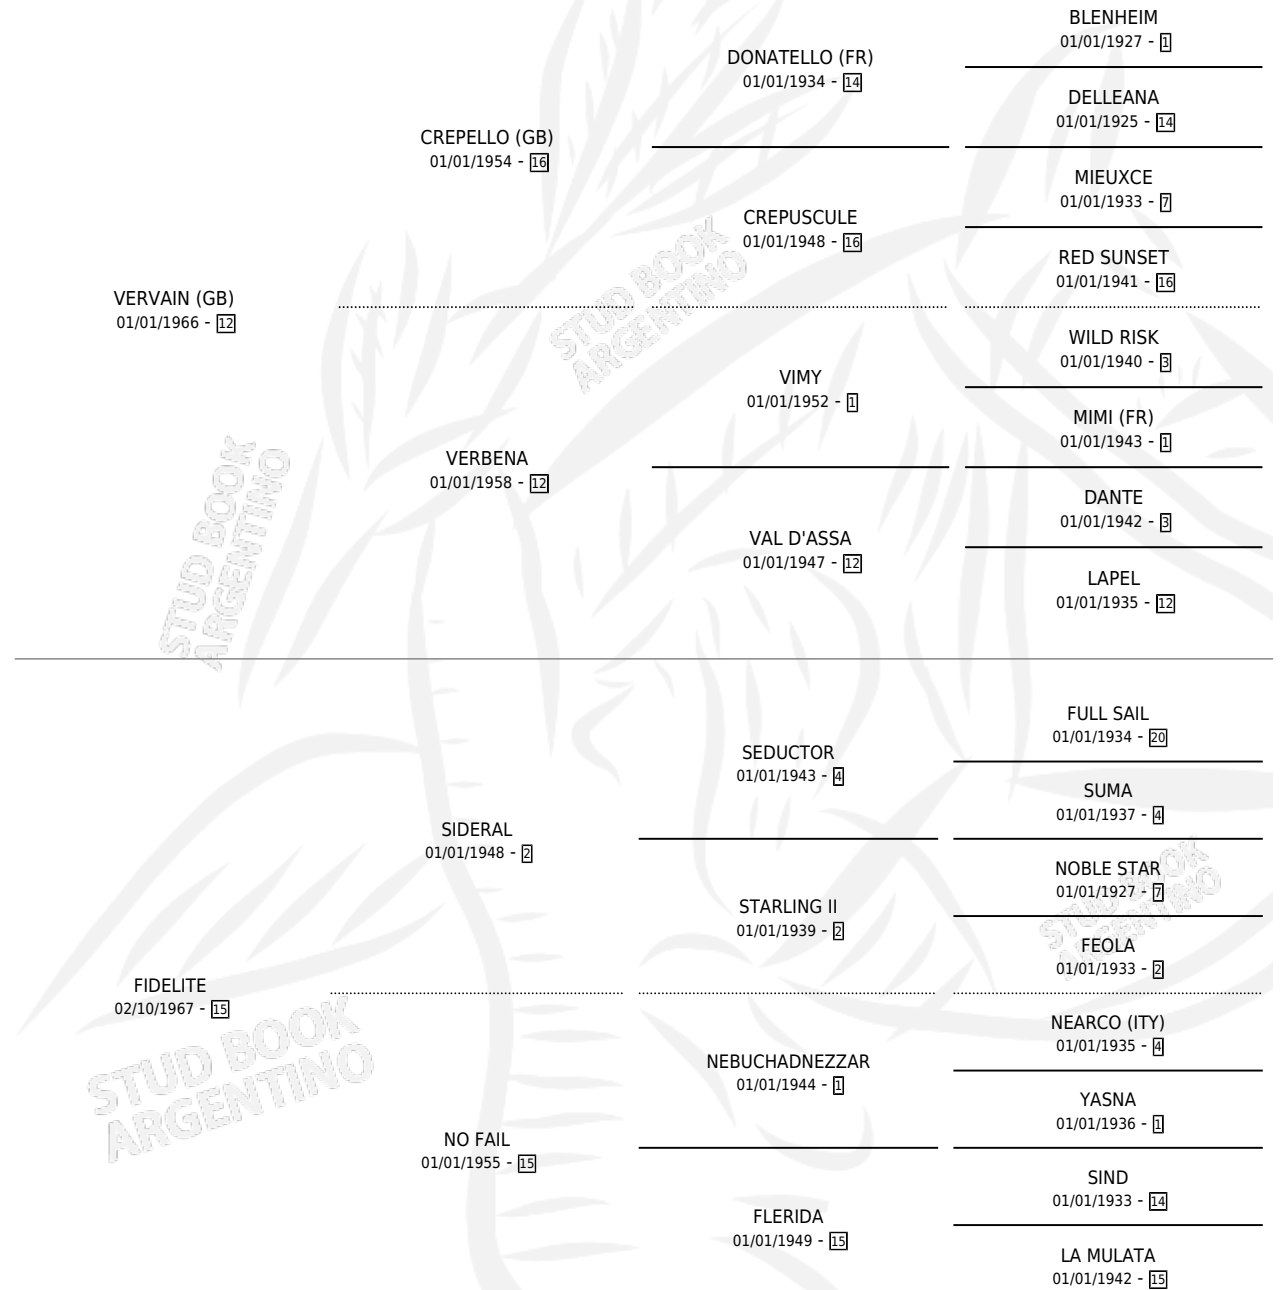 BLENHEIM
01/01/1927 - 1
DONATELLO (FR)
01/01/1934 - 14
DELLEANA
01/01/1925 - 14
CREPELLO (GB)
01/01/1954 - 16
MIEUXCE
01/01/1933 - 7
CREPUSCULE
01/01/1948 - 16
RED SUNSET
01/01/1941 - 16
VERVAIN (GB)
01/01/1966 - 12
STUD BOOK
ARGENTINO
WILD RISK
01/01/1940 - 3
VIMY
01/01/1952 - 1
MIMI (FR)
01/01/1943 - 1
VERBENA
01/01/1958 - 12
DANTE
01/01/1942 - 3
VAL D'ASSA
01/01/1947 - 12
LAPEL
01/01/1935 - 12
STUD BOOK
ARGENTINO
FULL SAIL
01/01/1934 - 20
SEDUCTOR
01/01/1943 - 4
SUMA
01/01/1937 - 4
SIDERAL
01/01/1948 - 2
NOBLE STAR
01/01/1927 - 7
STARLING II
01/01/1939 - 2
STUD BOOK
ARGENTINO
FEOLA
01/01/1933 - 2
FIDELITE
02/10/1967 - 15
STUD BOOK
ARGENTINO
NEARCO (ITY)
01/01/1935 - 4
NEBUCHADNEZZAR
01/01/1944 - 1
YASNA
01/01/1936 - 1
NO FAIL
01/01/1955 - 15
SIND
01/01/1933 - 14
FLERIDA
01/01/1949 - 15
LA MULATA
01/01/1942 - 15